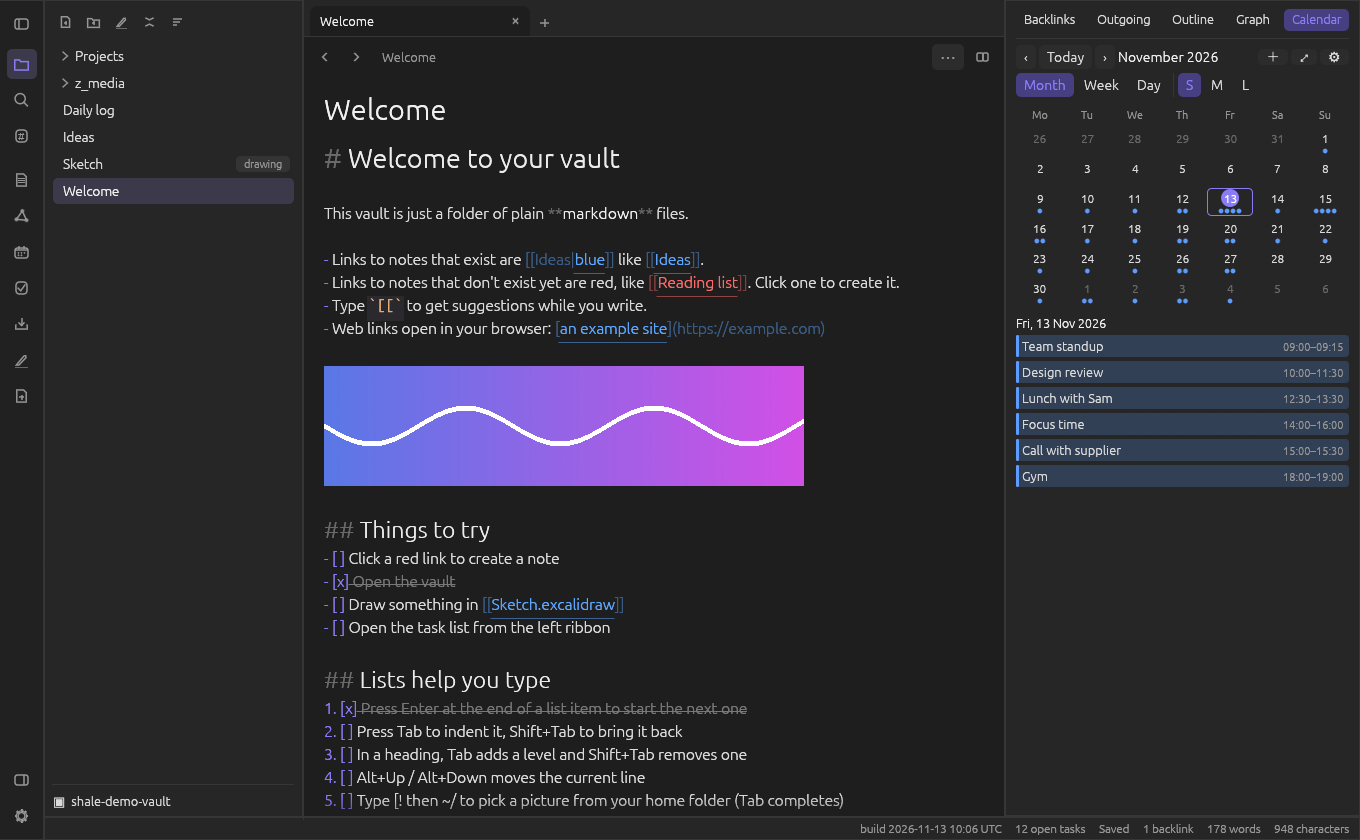 Projects
z_media
Daily log
Ideas
Sketch drawing
Welcome
shale-demo-vault
Welcome × +
Welcome ...
Welcome
# Welcome to your vault
This vault is just a folder of plain **markdown** files.
- Links to notes that exist are [[Ideas|blue]] like [[Ideas]].
- Links to notes that don't exist yet are red, like [[Reading list]]. Click one to create it.
- Type `[[` to get suggestions while you write.
- Web links open in your browser: [an example site](https://example.com)
## Things to try
- [ ] Click a red link to create a note
- [x] Open the vault
- [ ] Draw something in [[Sketch.excalidraw]]
- [ ] Open the task list from the left ribbon
## Lists help you type
1. [x] Press Enter at the end of a list item to start the next one
2. [ ] Press Tab to indent it, Shift+Tab to bring it back
3. [ ] In a heading, Tab adds a level and Shift+Tab removes one
4. [ ] Alt+Up / Alt+Down moves the current line
5. [ ] Type [! then ~/ to pick a picture from your home folder (Tab completes)
Backlinks Outgoing Outline Graph Calendar
‹ Today › November 2026 +
Month Week Day S M L
Mo Tu We Th Fr Sa Su
26 27 28 29 30 31 1
2 3 4 5 6 7 8
9 10 11 12 13 14 15
16 17 18 19 20 21 22
23 24 25 26 27 28 29
30 1 2 3 4 5 6
Fri, 13 Nov 2026
Team standup 09:00–09:15
Design review 10:00–11:30
Lunch with Sam 12:30–13:30
Focus time 14:00–16:00
Call with supplier 15:00–15:30
Gym 18:00–19:00
build 2026-11-13 10:06 UTC 12 open tasks Saved 1 backlink 178 words 948 characters